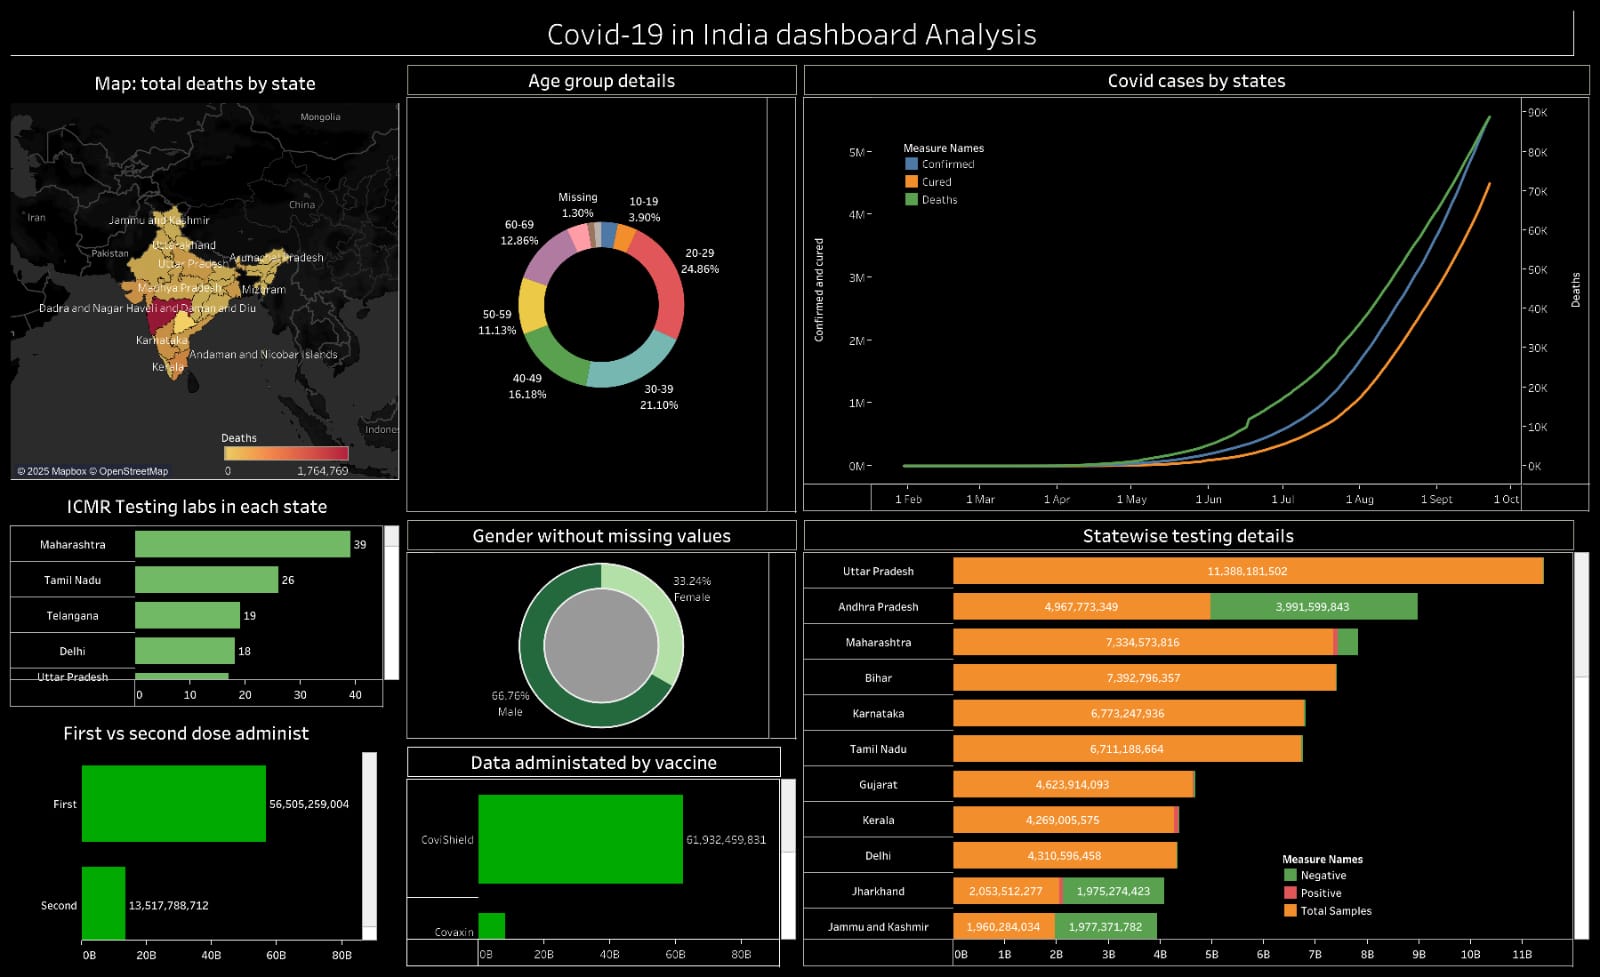 Covid-19 in India dashboard Analysis
Map: total deaths by state
Mongolia
China
Iran
Jammu and Kashmir
Pakistan
Uttarakhand
Arunachal Pradesh
Uttar Pradesh
Madhya Pradesh
Mizoram
Dadra and Nagar Haveli and Daman and Diu
Karnataka
Andaman and Nicobar Islands
Kerala
Indones
Deaths
0 1,764,769
© 2025 Mapbox © OpenStreetMap
Age group details
Missing
1.30%
10-19
3.90%
60-69
12.86%
20-29
24.86%
50-59
11.13%
40-49
16.18%
30-39
21.10%
Covid cases by states
Measure Names
Confirmed
Cured
Deaths
Confirmed and cured
5M
4M
3M
2M
1M
0M
90K
80K
70K
60K
50K
40K
30K
20K
10K
0K
Deaths
1 Feb 1 Mar 1 Apr 1 May 1 Jun 1 Jul 1 Aug 1 Sept 1 Oct
ICMR Testing labs in each state
Maharashtra 39
Tamil Nadu 26
Telangana 19
Delhi 18
Uttar Pradesh
0 10 20 30 40
Gender without missing values
33.24%
Female
66.76%
Male
Statewise testing details
Uttar Pradesh 11,388,181,502
Andhra Pradesh 4,967,773,349 3,991,599,843
Maharashtra 7,334,573,816
Bihar 7,392,796,357
Karnataka 6,773,247,936
Tamil Nadu 6,711,188,664
Gujarat 4,623,914,093
Kerala 4,269,005,575
Delhi 4,310,596,458
Jharkhand 2,053,512,277 1,975,274,423
Jammu and Kashmir 1,960,284,034 1,977,371,782
Measure Names
Negative
Positive
Total Samples
0B 1B 2B 3B 4B 5B 6B 7B 8B 9B 10B 11B
First vs second dose administ
First 56,505,259,004
Second 13,517,788,712
0B 20B 40B 60B 80B
Data administated by vaccine
CoviShield 61,932,459,831
Covaxin
0B 20B 40B 60B 80B